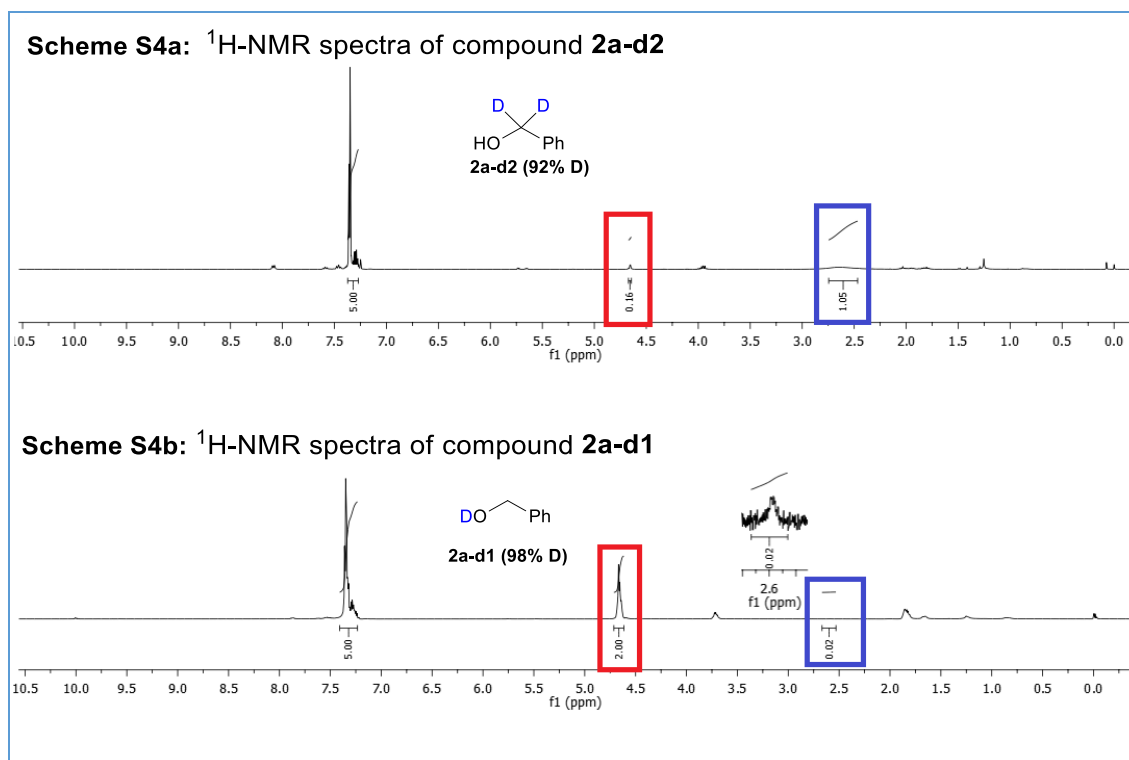 Scheme S4a: ¹H-NMR spectra of compound 2a-d2
D D
HO Ph
2a-d2 (92% D)
5.00 0.16 1.05
10.5 10.0 9.5 9.0 8.5 8.0 7.5 7.0 6.5 6.0 5.5 5.0 4.5 4.0 3.5 3.0 2.5 2.0 1.5 1.0 0.5 0.0
f1 (ppm)
Scheme S4b: ¹H-NMR spectra of compound 2a-d1
DO Ph
2a-d1 (98% D)
0.02
2.6
f1 (ppm)
5.00 2.00 0.02
10.5 10.0 9.5 9.0 8.5 8.0 7.5 7.0 6.5 6.0 5.5 5.0 4.5 4.0 3.5 3.0 2.5 2.0 1.5 1.0 0.5 0.0
f1 (ppm)